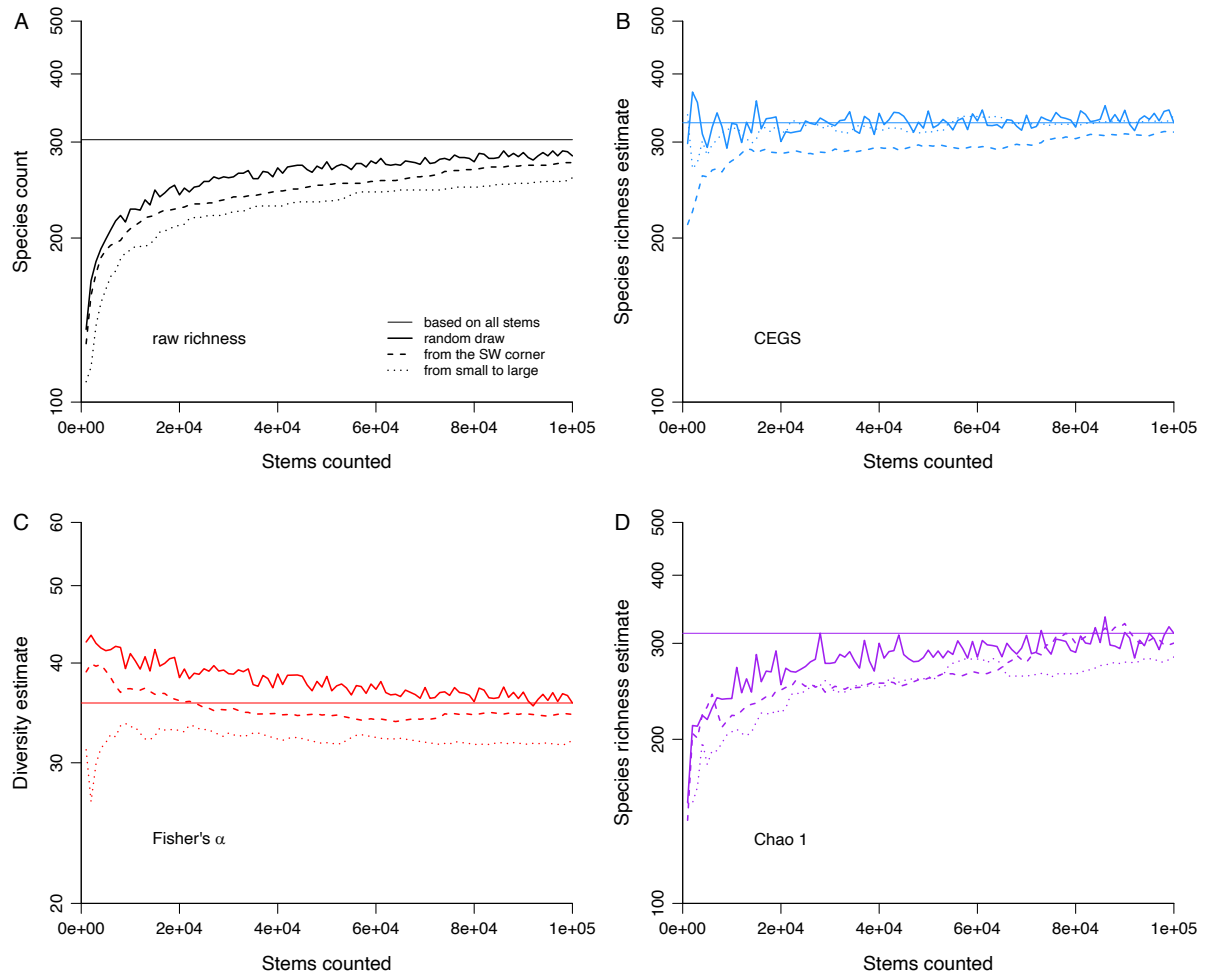 A
500
400
300
200
100
Species count
raw richness
based on all stems
random draw
from the SW corner
from small to large
0e+00 2e+04 4e+04 6e+04 8e+04 1e+05
Stems counted
B
500
400
300
200
100
Species richness estimate
CEGS
0e+00 2e+04 4e+04 6e+04 8e+04 1e+05
Stems counted
C
60
50
40
30
20
Diversity estimate
Fisher's α
0e+00 2e+04 4e+04 6e+04 8e+04 1e+05
Stems counted
D
500
400
300
200
100
Species richness estimate
Chao 1
0e+00 2e+04 4e+04 6e+04 8e+04 1e+05
Stems counted